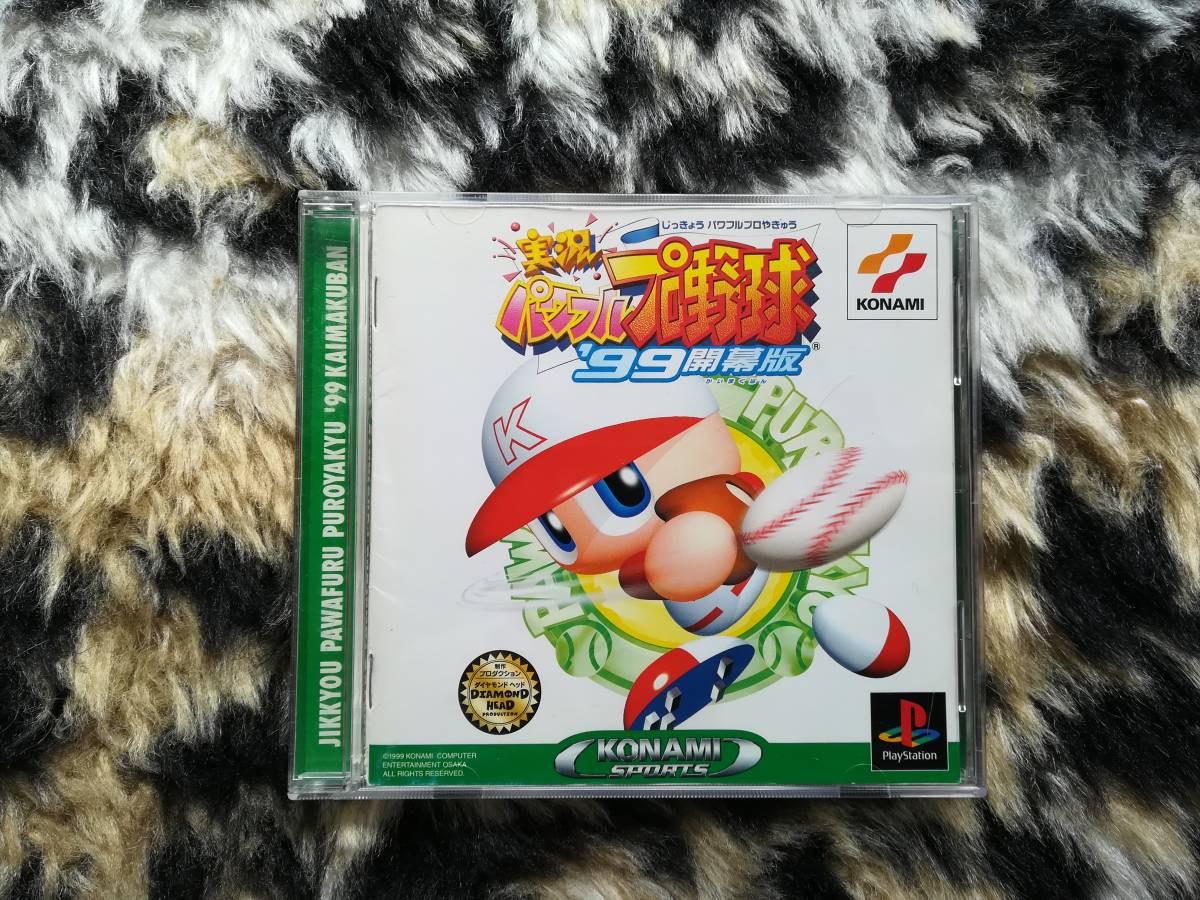 JIKKYOU PAWAFURU PUROYAKYU '99 KAIMAKUBAN
じっきょう パワフルプロやきゅう
実況
パワフルプロ野球
'99開幕版®
かいまくばん
KONAMI
K
制作
プロダクション
ダイヤモンド ヘッド
DIAMOND
HEAD
PRODUCTION
©1999 KONAMI COMPUTER
ENTERTAINMENT OSAKA
ALL RIGHTS RESERVED.
KONAMI
SPORTS
PlayStation